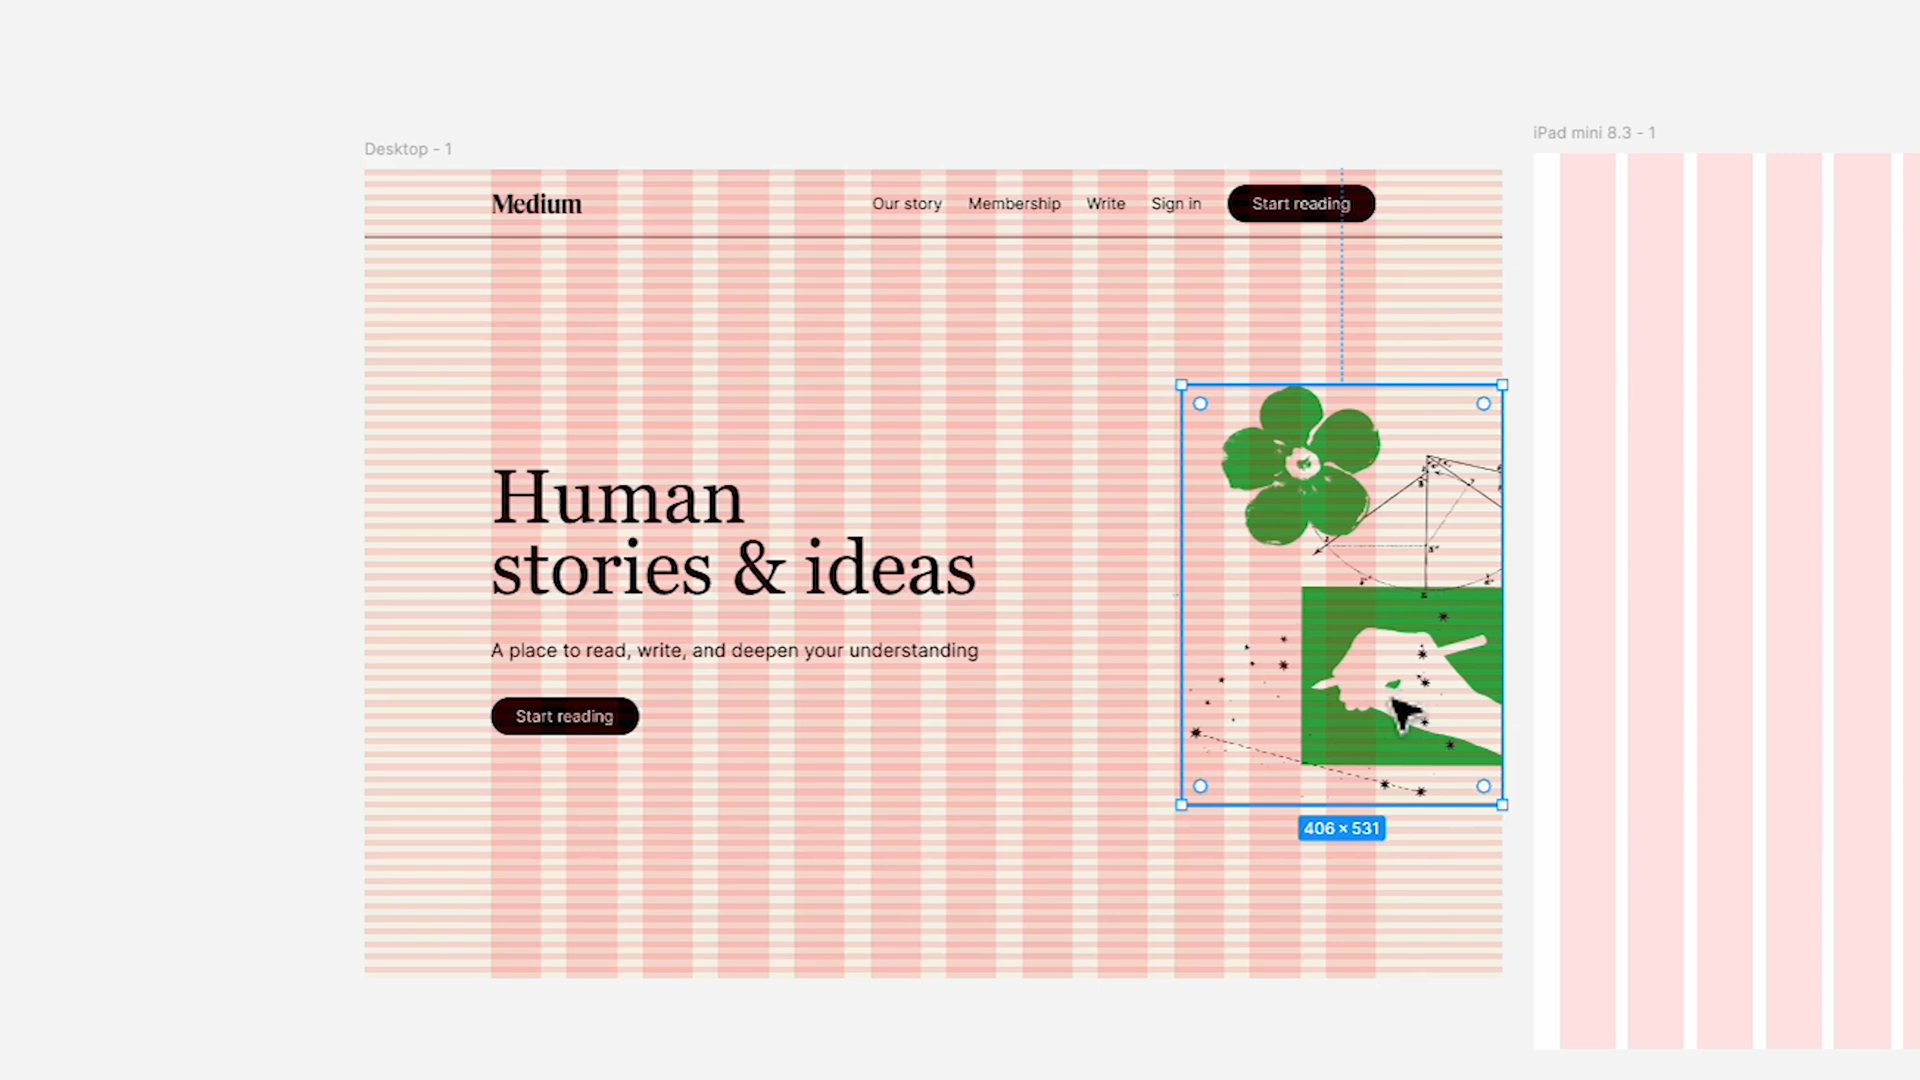 iPad mini 8.3 - 1
Desktop - 1
Medium
Our story
Membership
Write
Sign in
Start reading
Human
stories & ideas
A place to read, write, and deepen your understanding
Start reading
406 × 531